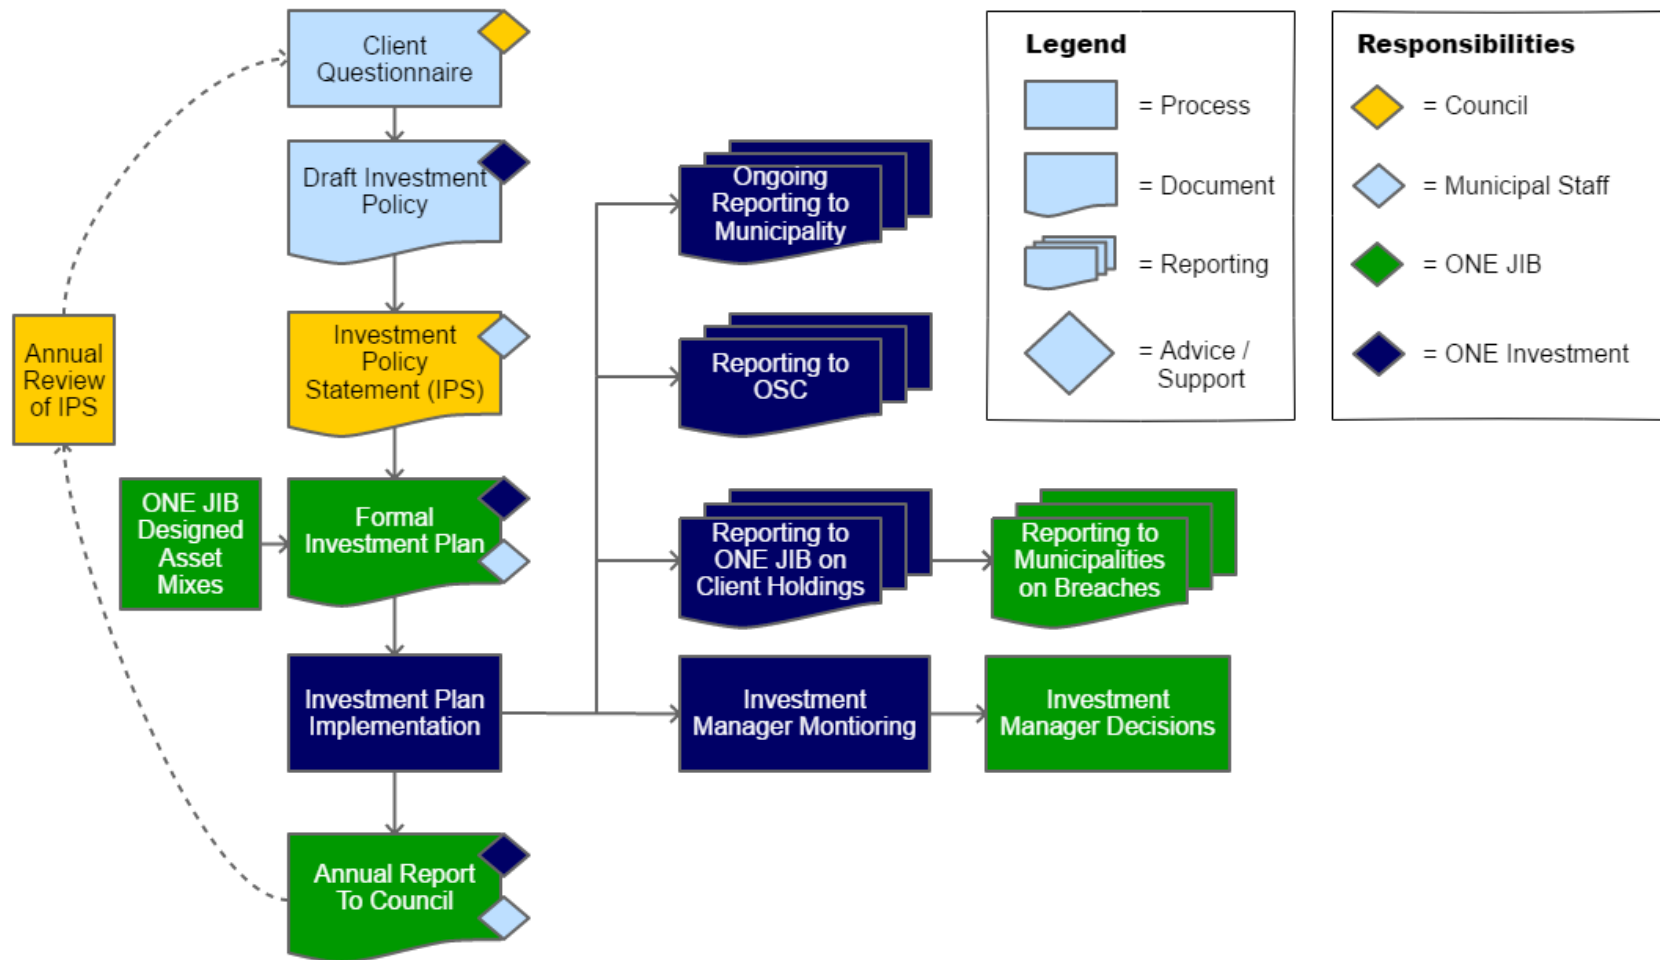 Client
Questionnaire
Draft Investment
Policy
Investment
Policy
Statement (IPS)
Annual
Review
of IPS
ONE JIB
Designed
Asset
Mixes
Formal
Investment Plan
Investment Plan
Implementation
Annual Report
To Council
Ongoing
Reporting to
Municipality
Reporting to
OSC
Reporting to
ONE JIB on
Client Holdings
Reporting to
Municipalities
on Breaches
Investment
Manager Montioring
Investment
Manager Decisions
Legend
= Process
= Document
= Reporting
= Advice /
Support
Responsibilities
= Council
= Municipal Staff
= ONE JIB
= ONE Investment